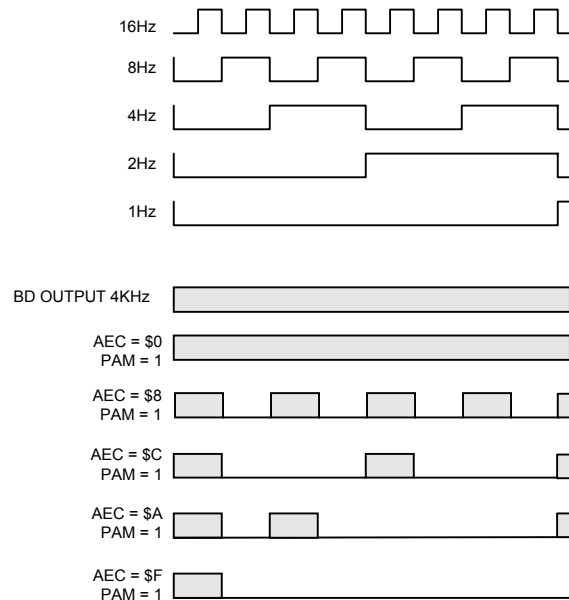 16Hz
8Hz
4Hz
2Hz
1Hz
BD OUTPUT 4KHz
AEC = $0
PAM = 1
AEC = $8
PAM = 1
AEC = $C
PAM = 1
AEC = $A
PAM = 1
AEC = $F
PAM = 1